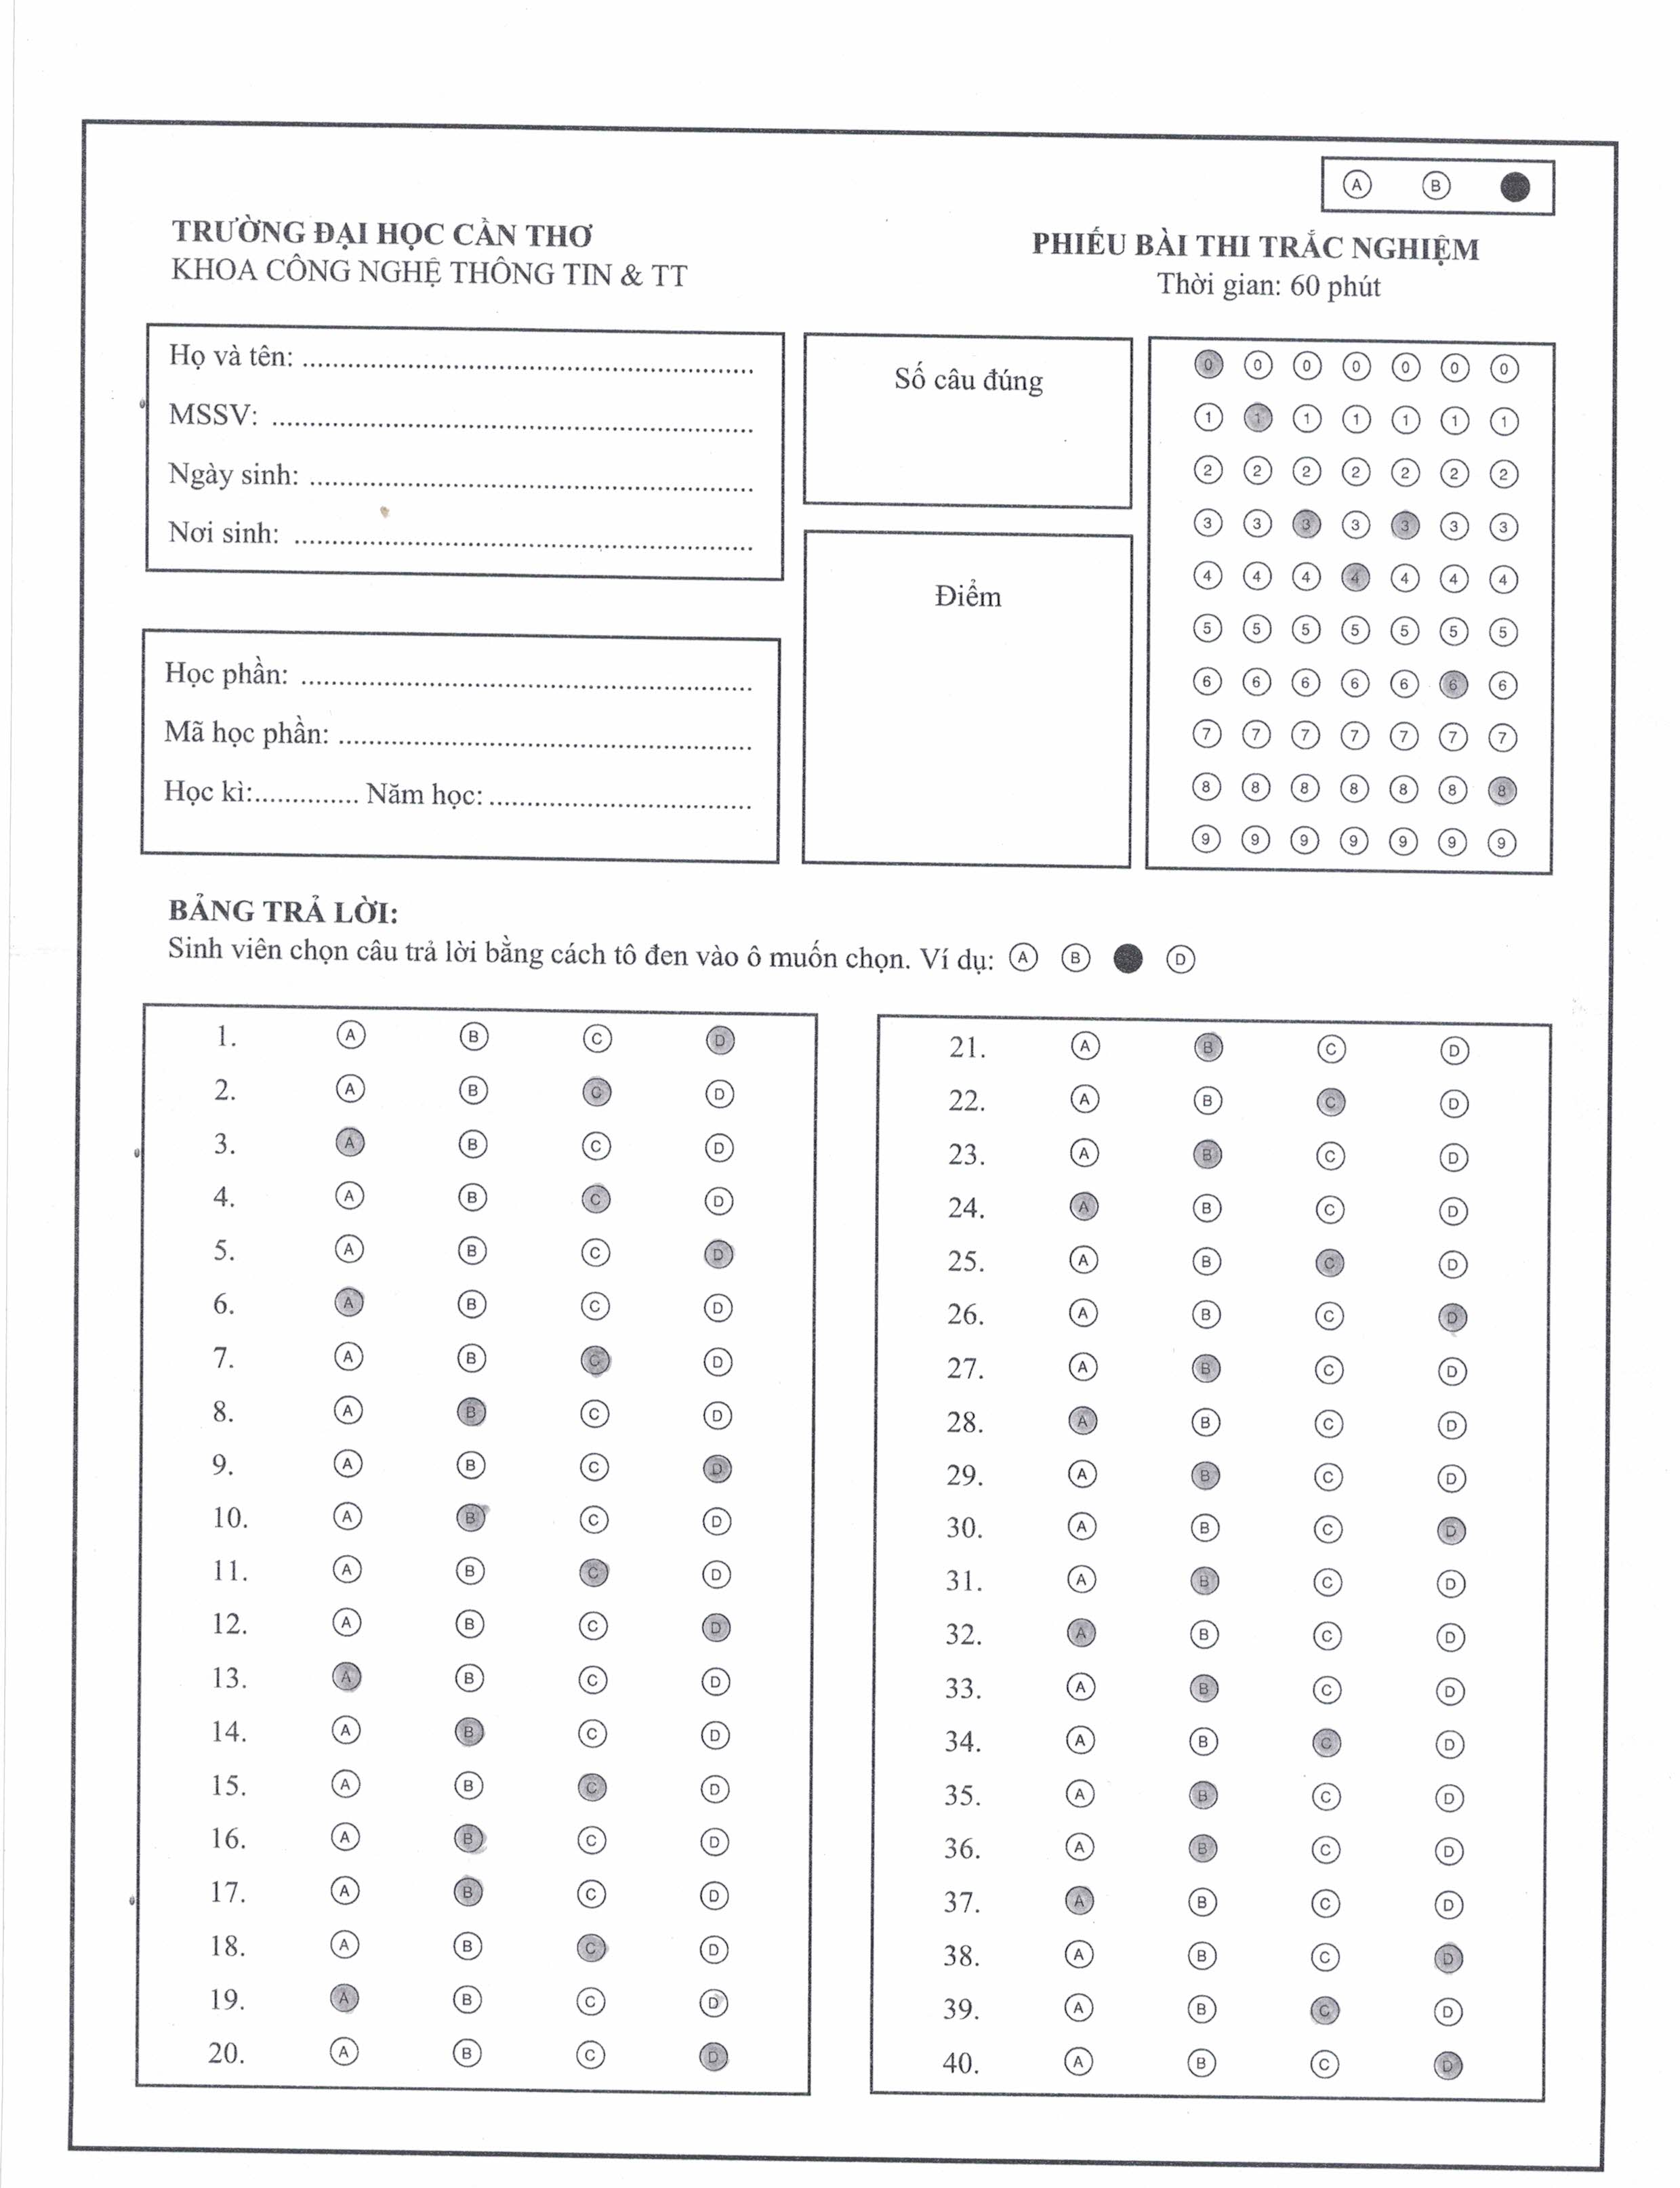 A B
TRƯỜNG ĐẠI HỌC CẦN THƠ
KHOA CÔNG NGHỆ THÔNG TIN & TT
PHIẾU BÀI THI TRẮC NGHIỆM
Thời gian: 60 phút
Họ và tên: ....................
MSSV: ....................
Ngày sinh: ....................
Nơi sinh: ....................
Học phần: ....................
Mã học phần: ....................
Học kì:.............. Năm học: ....................
Số câu đúng
Điểm
0 0 0 0 0 0 0
1 1 1 1 1 1 1
2 2 2 2 2 2 2
3 3 3 3 3 3 3
4 4 4 4 4 4 4
5 5 5 5 5 5 5
6 6 6 6 6 6 6
7 7 7 7 7 7 7
8 8 8 8 8 8 8
9 9 9 9 9 9 9
BẢNG TRẢ LỜI:
Sinh viên chọn câu trả lời bằng cách tô đen vào ô muốn chọn. Ví dụ: A B D
1. A B C D
2. A B C D
3. A B C D
4. A B C D
5. A B C D
6. A B C D
7. A B C D
8. A B C D
9. A B C D
10. A B C D
11. A B C D
12. A B C D
13. A B C D
14. A B C D
15. A B C D
16. A B C D
17. A B C D
18. A B C D
19. A B C D
20. A B C D
21. A B C D
22. A B C D
23. A B C D
24. A B C D
25. A B C D
26. A B C D
27. A B C D
28. A B C D
29. A B C D
30. A B C D
31. A B C D
32. A B C D
33. A B C D
34. A B C D
35. A B C D
36. A B C D
37. A B C D
38. A B C D
39. A B C D
40. A B C D